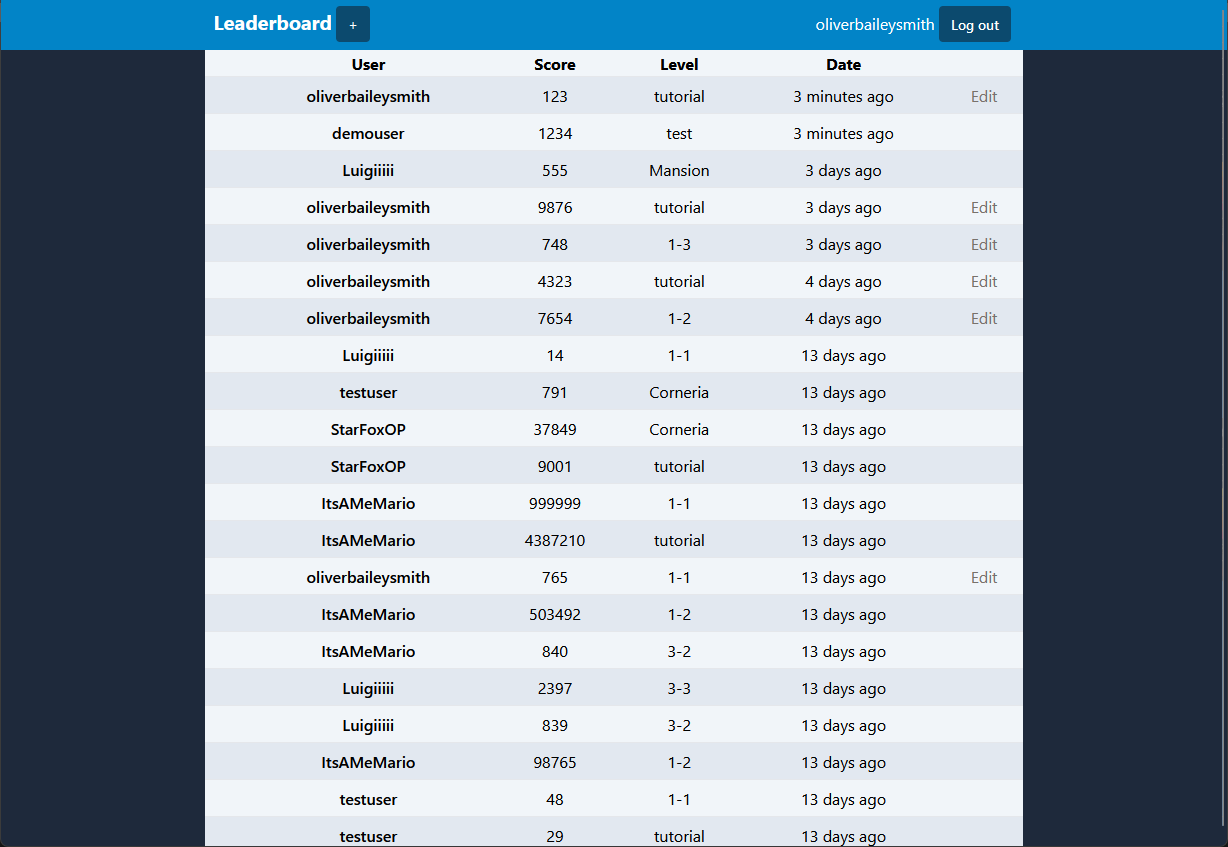 Leaderboard + oliverbaileysmith Log out
User Score Level Date
oliverbaileysmith 123 tutorial 3 minutes ago Edit
demouser 1234 test 3 minutes ago
Luigiiiii 555 Mansion 3 days ago
oliverbaileysmith 9876 tutorial 3 days ago Edit
oliverbaileysmith 748 1-3 3 days ago Edit
oliverbaileysmith 4323 tutorial 4 days ago Edit
oliverbaileysmith 7654 1-2 4 days ago Edit
Luigiiiii 14 1-1 13 days ago
testuser 791 Corneria 13 days ago
StarFoxOP 37849 Corneria 13 days ago
StarFoxOP 9001 tutorial 13 days ago
ItsAMeMario 999999 1-1 13 days ago
ItsAMeMario 4387210 tutorial 13 days ago
oliverbaileysmith 765 1-1 13 days ago Edit
ItsAMeMario 503492 1-2 13 days ago
ItsAMeMario 840 3-2 13 days ago
Luigiiiii 2397 3-3 13 days ago
Luigiiiii 839 3-2 13 days ago
ItsAMeMario 98765 1-2 13 days ago
testuser 48 1-1 13 days ago
testuser 29 tutorial 13 days ago